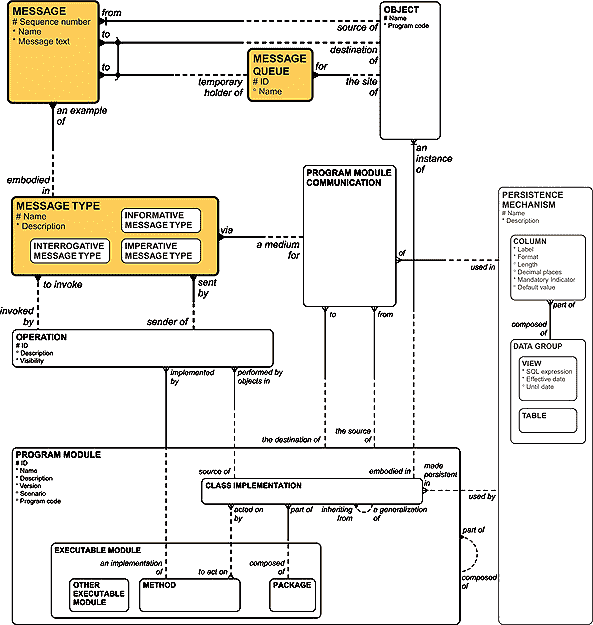 MESSAGE
# Sequence number
* Name
* Message text
from
source of
to
destination
of
to
temporary
holder of
MESSAGE
QUEUE
# ID
° Name
for
the site
of
OBJECT
# Name
* Program code
an example
of
embodied
in
an
instance
of
MESSAGE TYPE
# Name
* Description
INFORMATIVE
MESSAGE TYPE
INTERROGATIVE
MESSAGE TYPE
IMPERATIVE
MESSAGE TYPE
via
a medium
for
PROGRAM MODULE
COMMUNICATION
of
used in
PERSISTENCE
MECHANISM
# Name
* Description
COLUMN
* Label
* Format
° Length
° Decimal places
* Mandatory Indicator
° Default value
part of
composed
of
DATA GROUP
VIEW
* SQL expression
* Effective date
° Until date
TABLE
to invoke
sent
by
invoked
by
sender of
OPERATION
# ID
* Description
* Visibility
to
from
implemented
by
performed by
objects in
the destination of
the source
of
PROGRAM MODULE
# ID
* Name
* Description
* Version
* Scenario
* Program code
source of
embodied in
made
persistent
in
CLASS IMPLEMENTATION
used by
acted on
by
part of
inheriting
from
a generalization
of
part of
composed
of
EXECUTABLE MODULE
an implementation
of
to act on
composed
of
OTHER
EXECUTABLE
MODULE
METHOD
PACKAGE